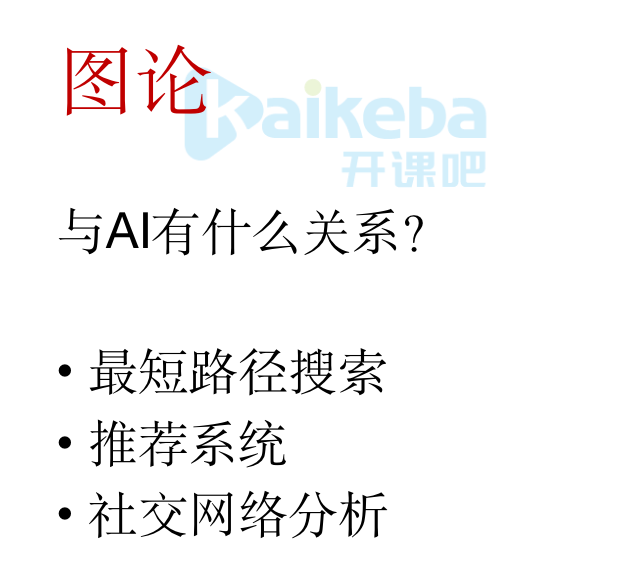 图论
kaikeba
开课吧
与AI有什么关系？
• 最短路径搜索
• 推荐系统
• 社交网络分析